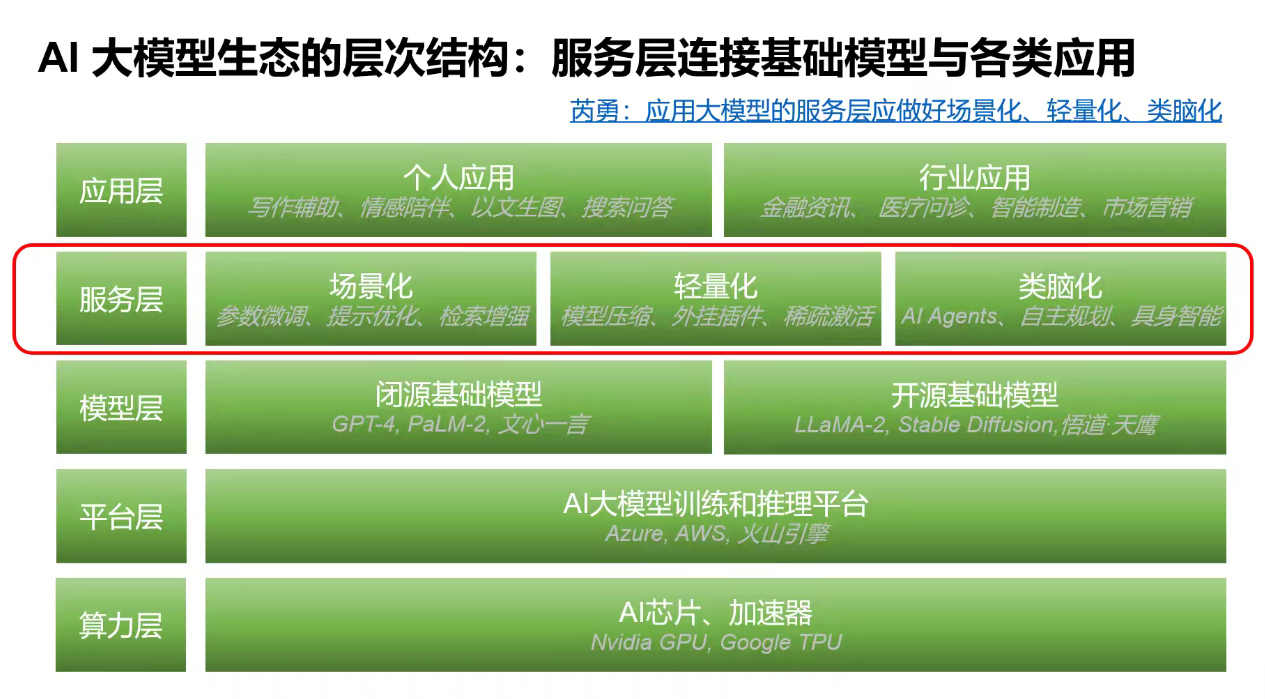 AI 大模型生态的层次结构：服务层连接基础模型与各类应用
芮勇：应用大模型的服务层应做好场景化、轻量化、类脑化
应用层
个人应用
写作辅助、情感陪伴、以文生图、搜索问答
行业应用
金融资讯、 医疗问诊、智能制造、市场营销
服务层
场景化
参数微调、提示优化、检索增强
轻量化
模型压缩、外挂插件、稀疏激活
类脑化
AI Agents、自主规划、具身智能
模型层
闭源基础模型
GPT-4, PaLM-2, 文心一言
开源基础模型
LLaMA-2, Stable Diffusion,悟道·天鹰
平台层
AI大模型训练和推理平台
Azure, AWS, 火山引擎
算力层
AI芯片、加速器
Nvidia GPU, Google TPU